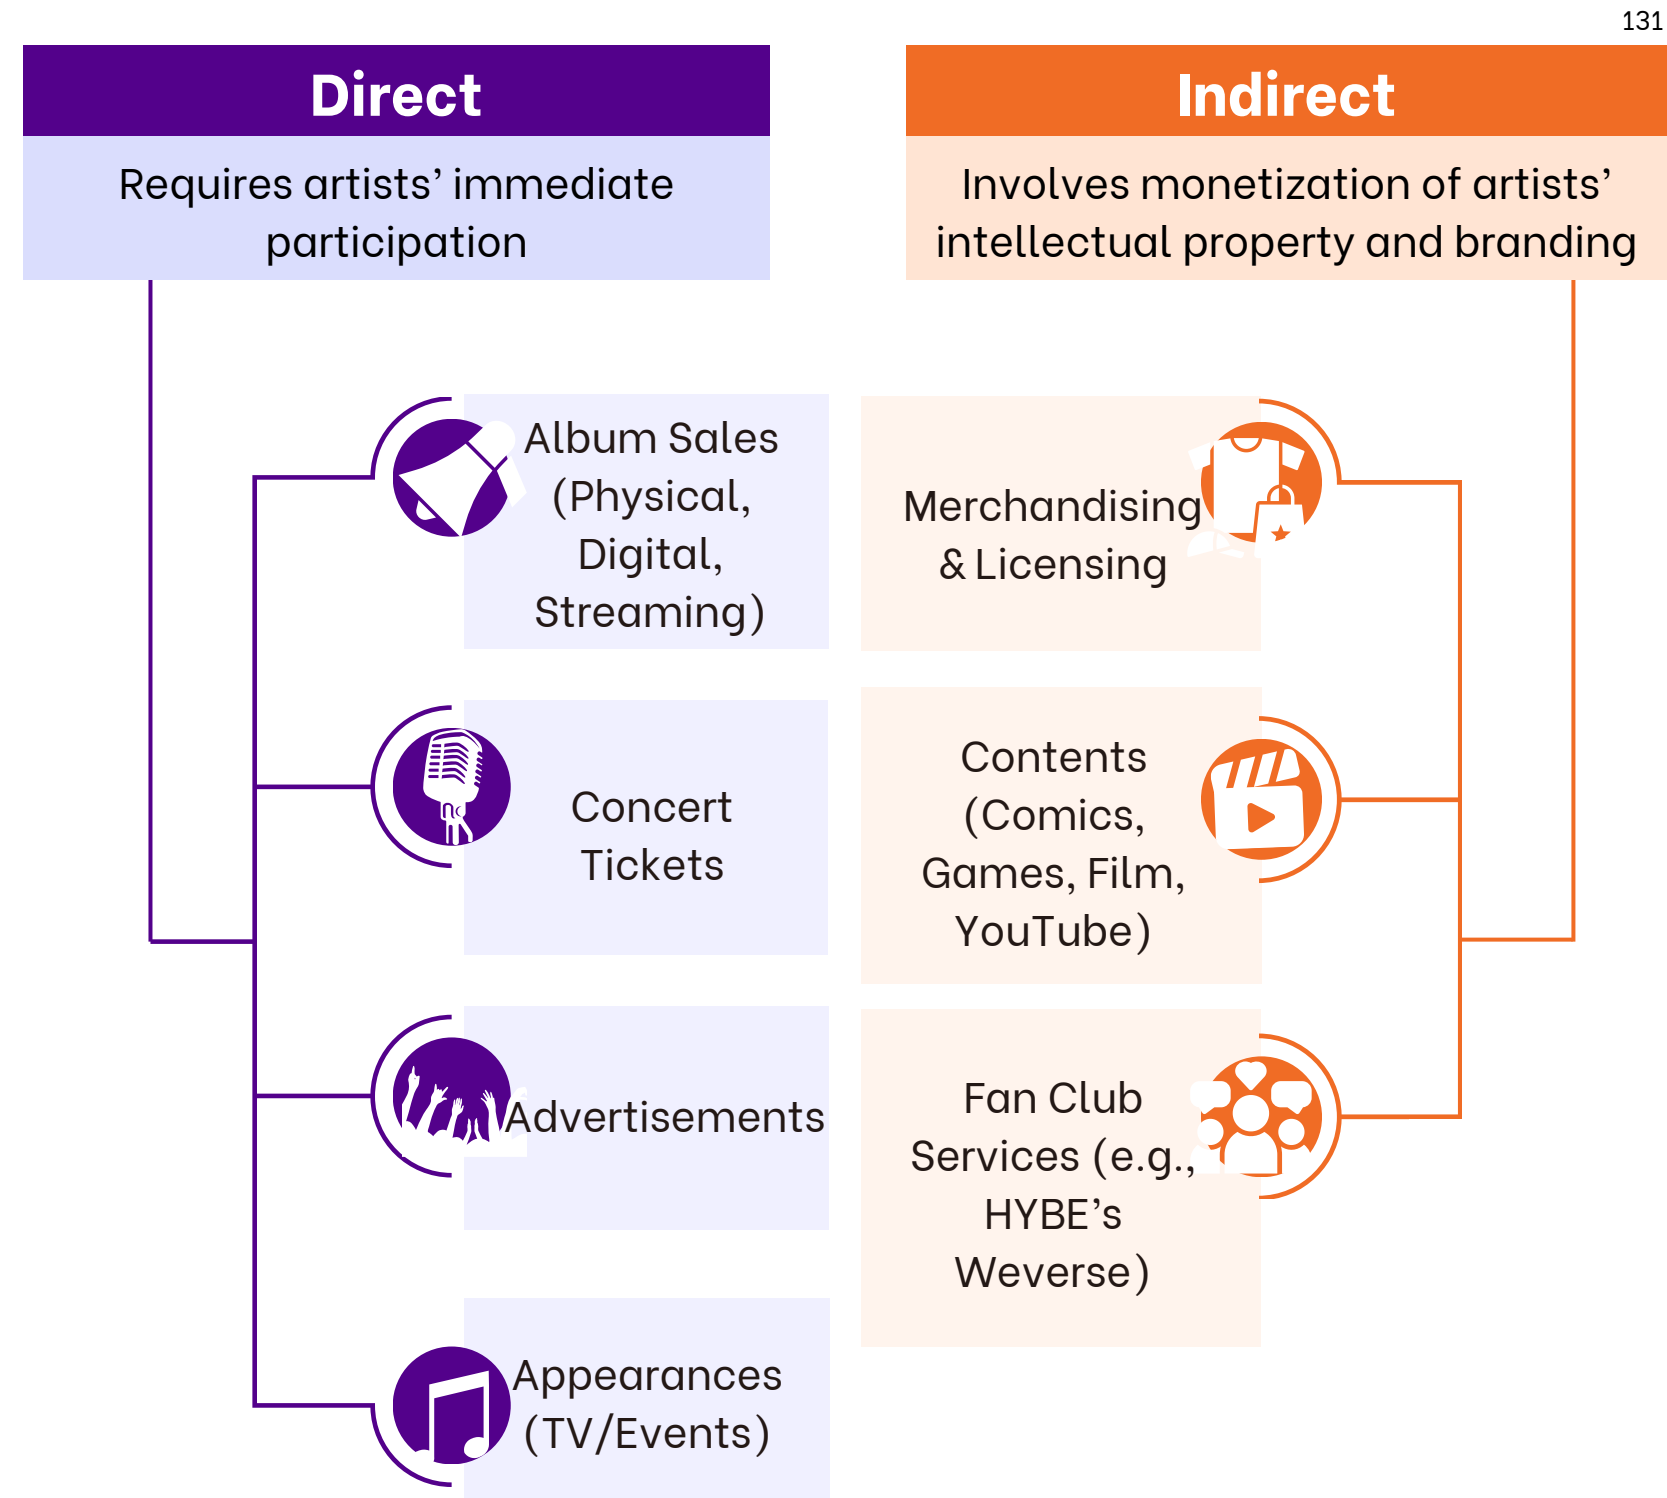 131
Direct
Requires artists’ immediate
participation
Album Sales
(Physical,
Digital,
Streaming)
Concert
Tickets
Advertisements
Appearances
(TV/Events)
Indirect
Involves monetization of artists’
intellectual property and branding
Merchandising
& Licensing
Contents
(Comics,
Games, Film,
YouTube)
Fan Club
Services (e.g.,
HYBE’s
Weverse)